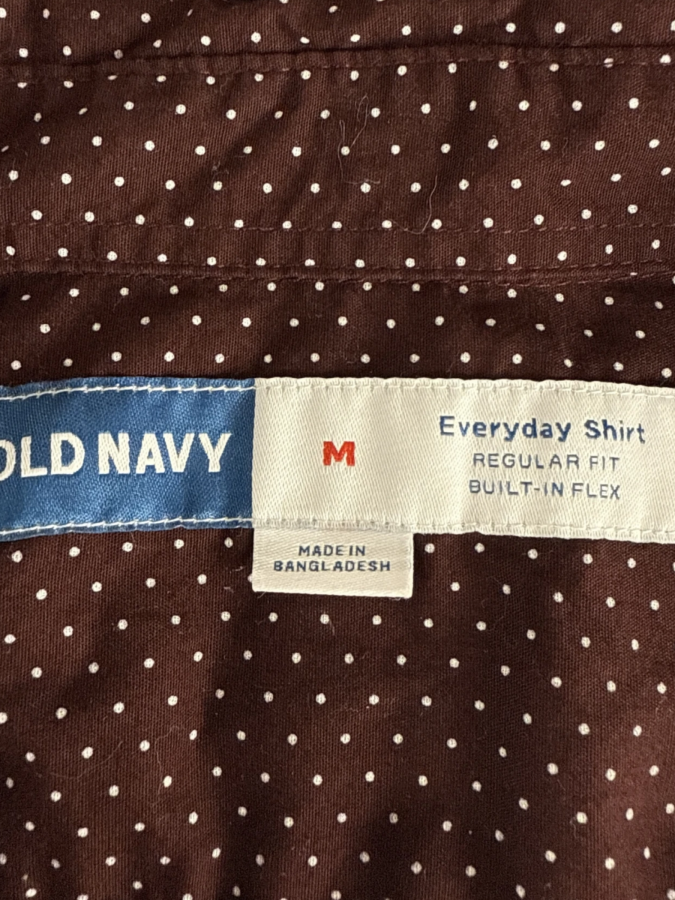 OLD NAVY
M
Everyday Shirt
REGULAR FIT
BUILT-IN FLEX
MADE IN
BANGLADESH